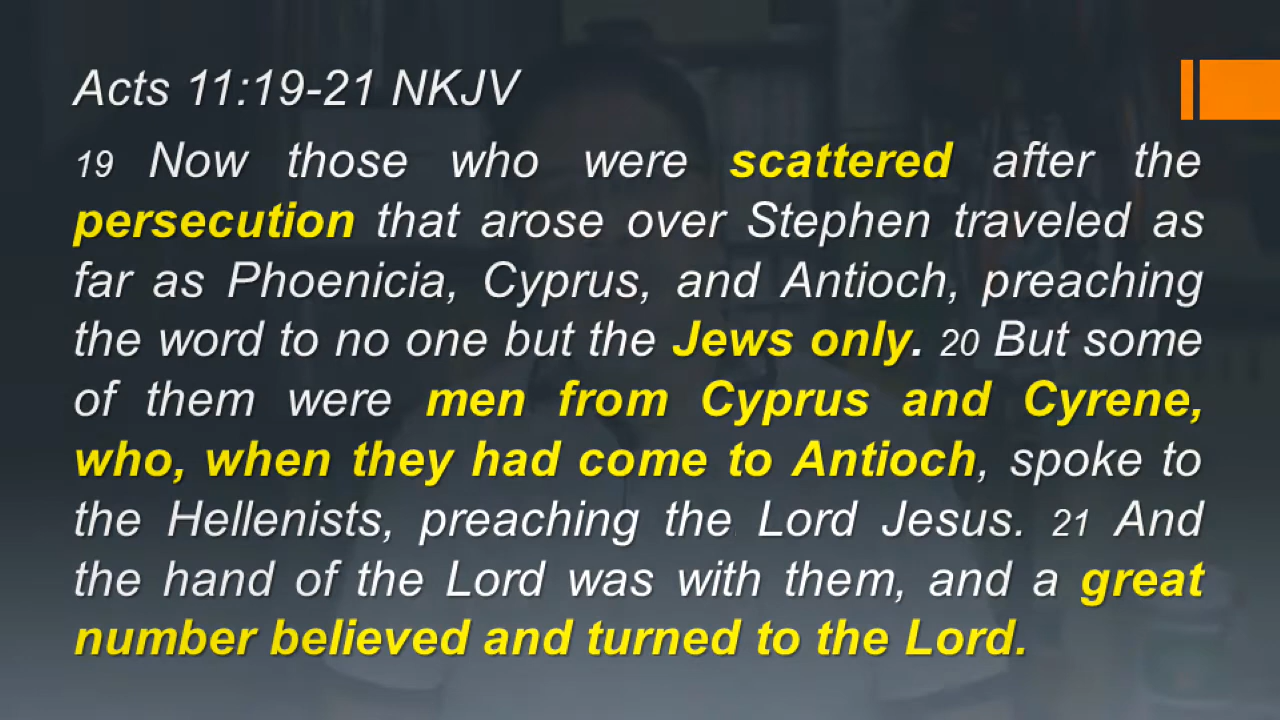 Acts 11:19-21 NKJV
19 Now those who were scattered after the
persecution that arose over Stephen traveled as
far as Phoenicia, Cyprus, and Antioch, preaching
the word to no one but the Jews only. 20 But some
of them were men from Cyprus and Cyrene,
who, when they had come to Antioch, spoke to
the Hellenists, preaching the Lord Jesus. 21 And
the hand of the Lord was with them, and a great
number believed and turned to the Lord.